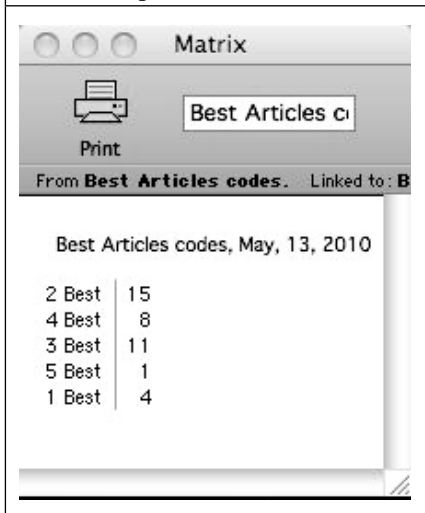 Matrix
Best Articles c
Print
From Best Articles codes. Linked to: B
Best Articles codes, May, 13, 2010
2 Best 15
4 Best 8
3 Best 11
5 Best 1
1 Best 4